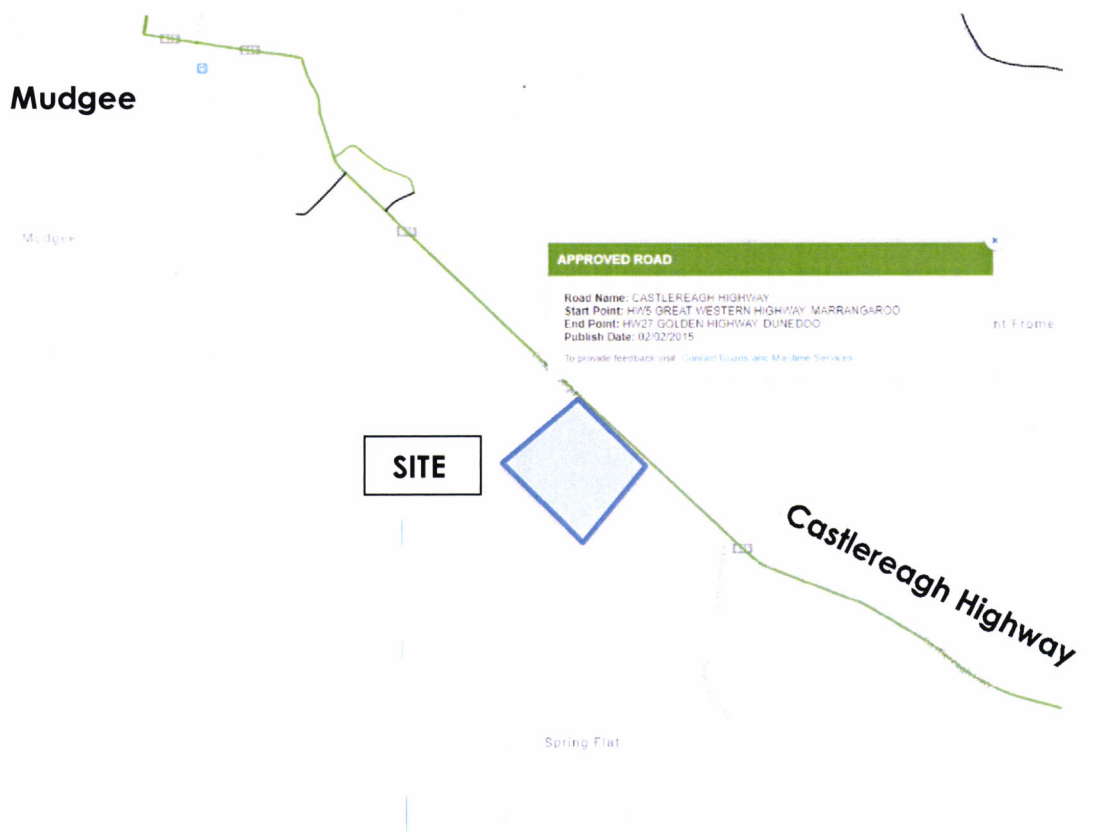 Mudgee
Mudgee
APPROVED ROAD
Road Name: CASTLEREAGH HIGHWAY
Start Point: HW5 GREAT WESTERN HIGHWAY, MARRANGAROO
End Point: HW27 GOLDEN HIGHWAY, DUNEDOO
Publish Date: 02/02/2015
To provide feedback visit: Contact Roads and Maritime Services
nt Frome
SITE
Castlereagh Highway
Spring Flat